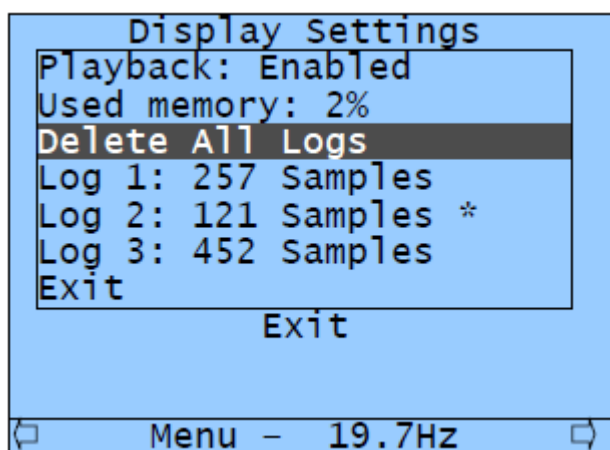 Display Settings
Playback: Enabled
Used memory: 2%
Delete All Logs
Log 1: 257 Samples
Log 2: 121 Samples *
Log 3: 452 Samples
Exit
Exit
Menu – 19.7Hz